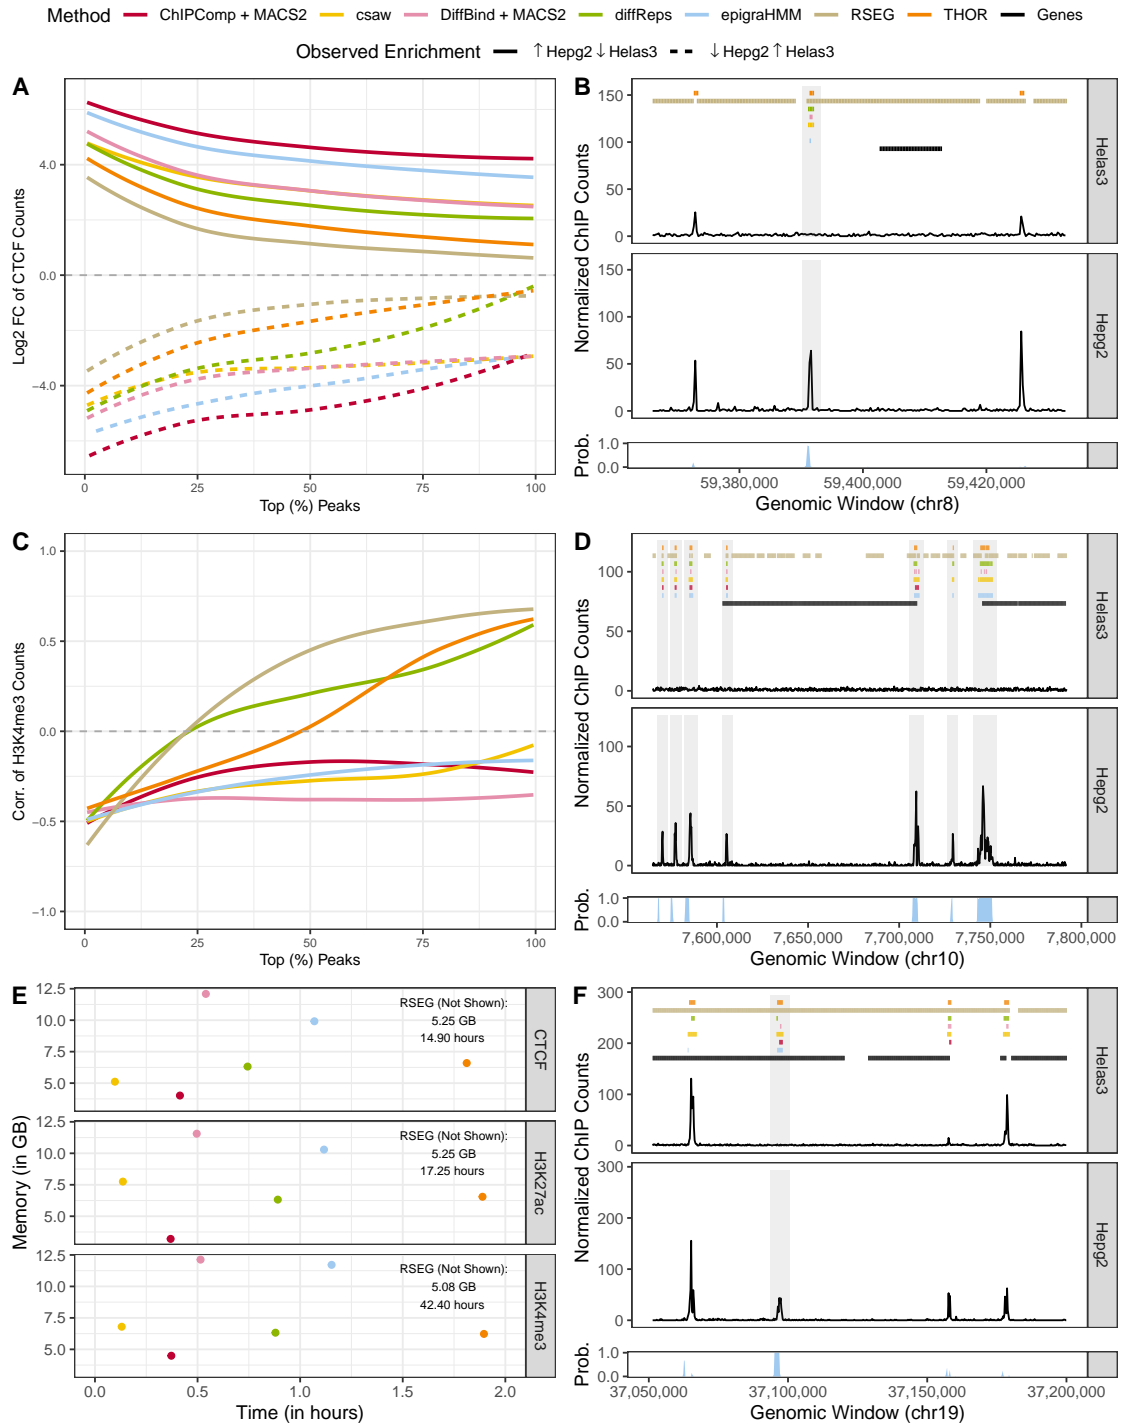 Method ChIPComp + MACS2 csaw DiffBind + MACS2 diffReps epigraHMM RSEG THOR Genes
Observed Enrichment ↑Hepg2↓Helas3 ↓Hepg2↑Helas3
A
Log2 FC of CTCF Counts
4.0
0.0
−4.0
0 25 50 75 100
Top (%) Peaks
B
Normalized ChIP Counts
150
100
50
0
Helas3
150
100
50
0
Hepg2
Prob.
1.0
0.0
59,380,000 59,400,000 59,420,000
Genomic Window (chr8)
C
Corr. of H3K4me3 Counts
1.0
0.5
0.0
−0.5
−1.0
0 25 50 75 100
Top (%) Peaks
D
Normalized ChIP Counts
100
50
0
Helas3
100
50
0
Hepg2
Prob.
1.0
0.0
7,600,000 7,650,000 7,700,000 7,750,000 7,800,000
Genomic Window (chr10)
E
Memory (in GB)
12.5
10.0
7.5
5.0
RSEG (Not Shown):
5.25 GB
14.90 hours
CTCF
12.5
10.0
7.5
5.0
RSEG (Not Shown):
5.25 GB
17.25 hours
H3K27ac
12.5
10.0
7.5
5.0
RSEG (Not Shown):
5.08 GB
42.40 hours
H3K4me3
0.0 0.5 1.0 1.5 2.0
Time (in hours)
F
Normalized ChIP Counts
300
200
100
0
Helas3
300
200
100
0
Hepg2
Prob.
1.0
0.0
37,050,000 37,100,000 37,150,000 37,200,000
Genomic Window (chr19)